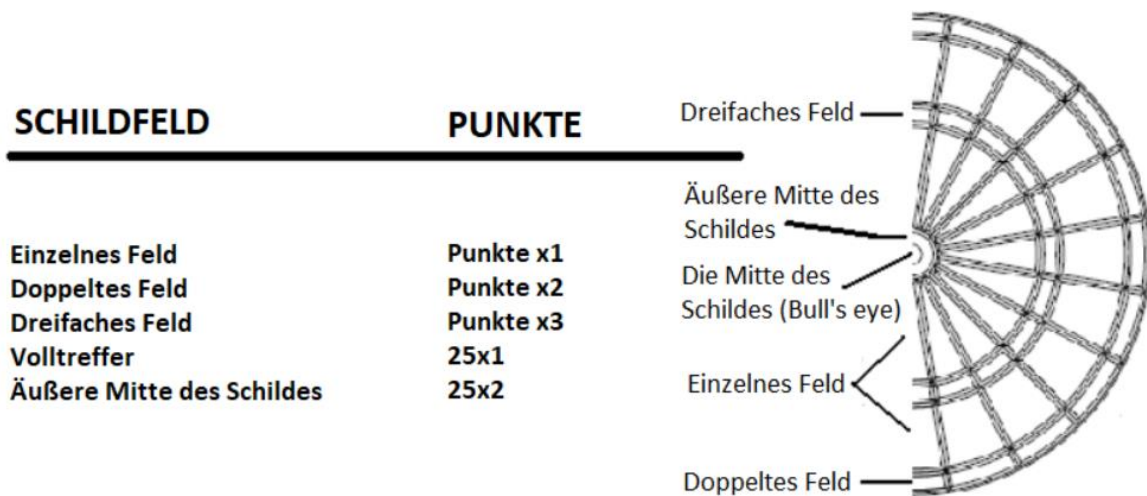 SCHILDFELD PUNKTE
Einzelnes Feld Punkte x1
Doppeltes Feld Punkte x2
Dreifaches Feld Punkte x3
Volltreffer 25x1
Äußere Mitte des Schildes 25x2
Dreifaches Feld
Äußere Mitte des
Schildes
Die Mitte des
Schildes (Bull's eye)
Einzelnes Feld
Doppeltes Feld